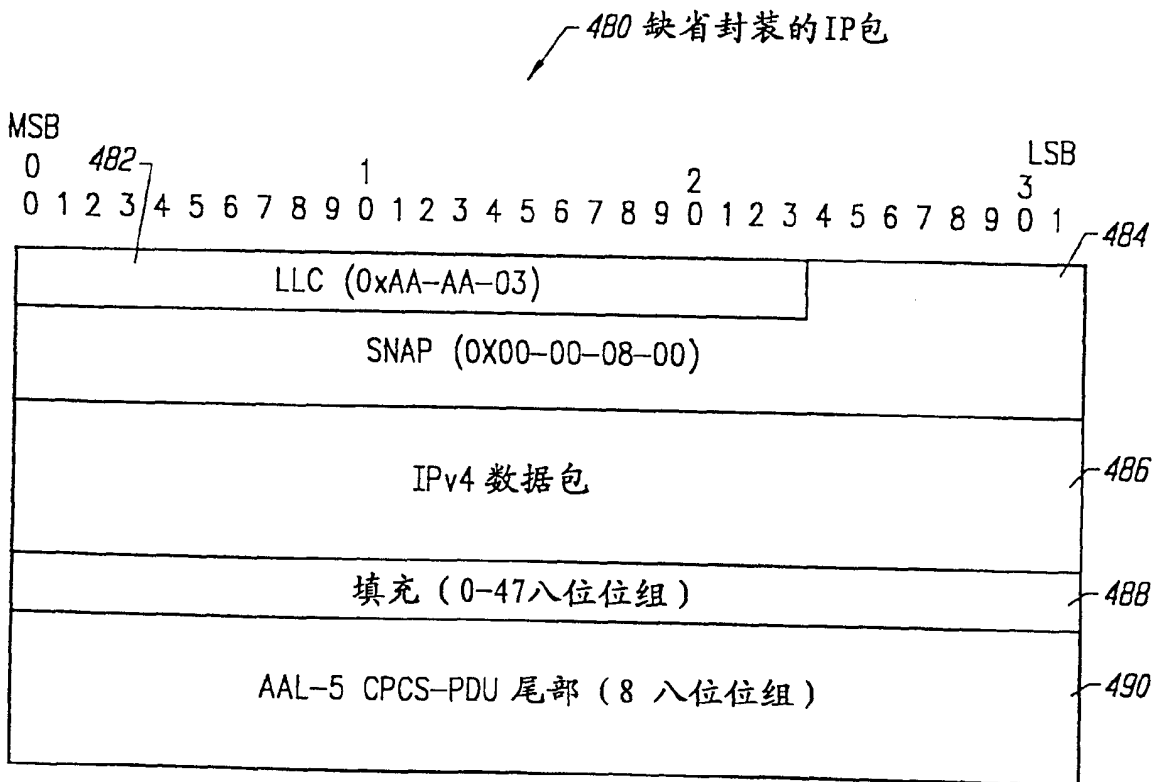 480 缺省封装的IP包
MSB
LSB
0 1 2 3
482
0 1 2 3 4 5 6 7 8 9 0 1 2 3 4 5 6 7 8 9 0 1 2 3 4 5 6 7 8 9 0 1
484
LLC (0xAA-AA-03)
SNAP (0X00-00-08-00)
IPv4 数据包
486
填充 (0-47八位位组)
488
AAL-5 CPCS-PDU 尾部 (8 八位位组)
490